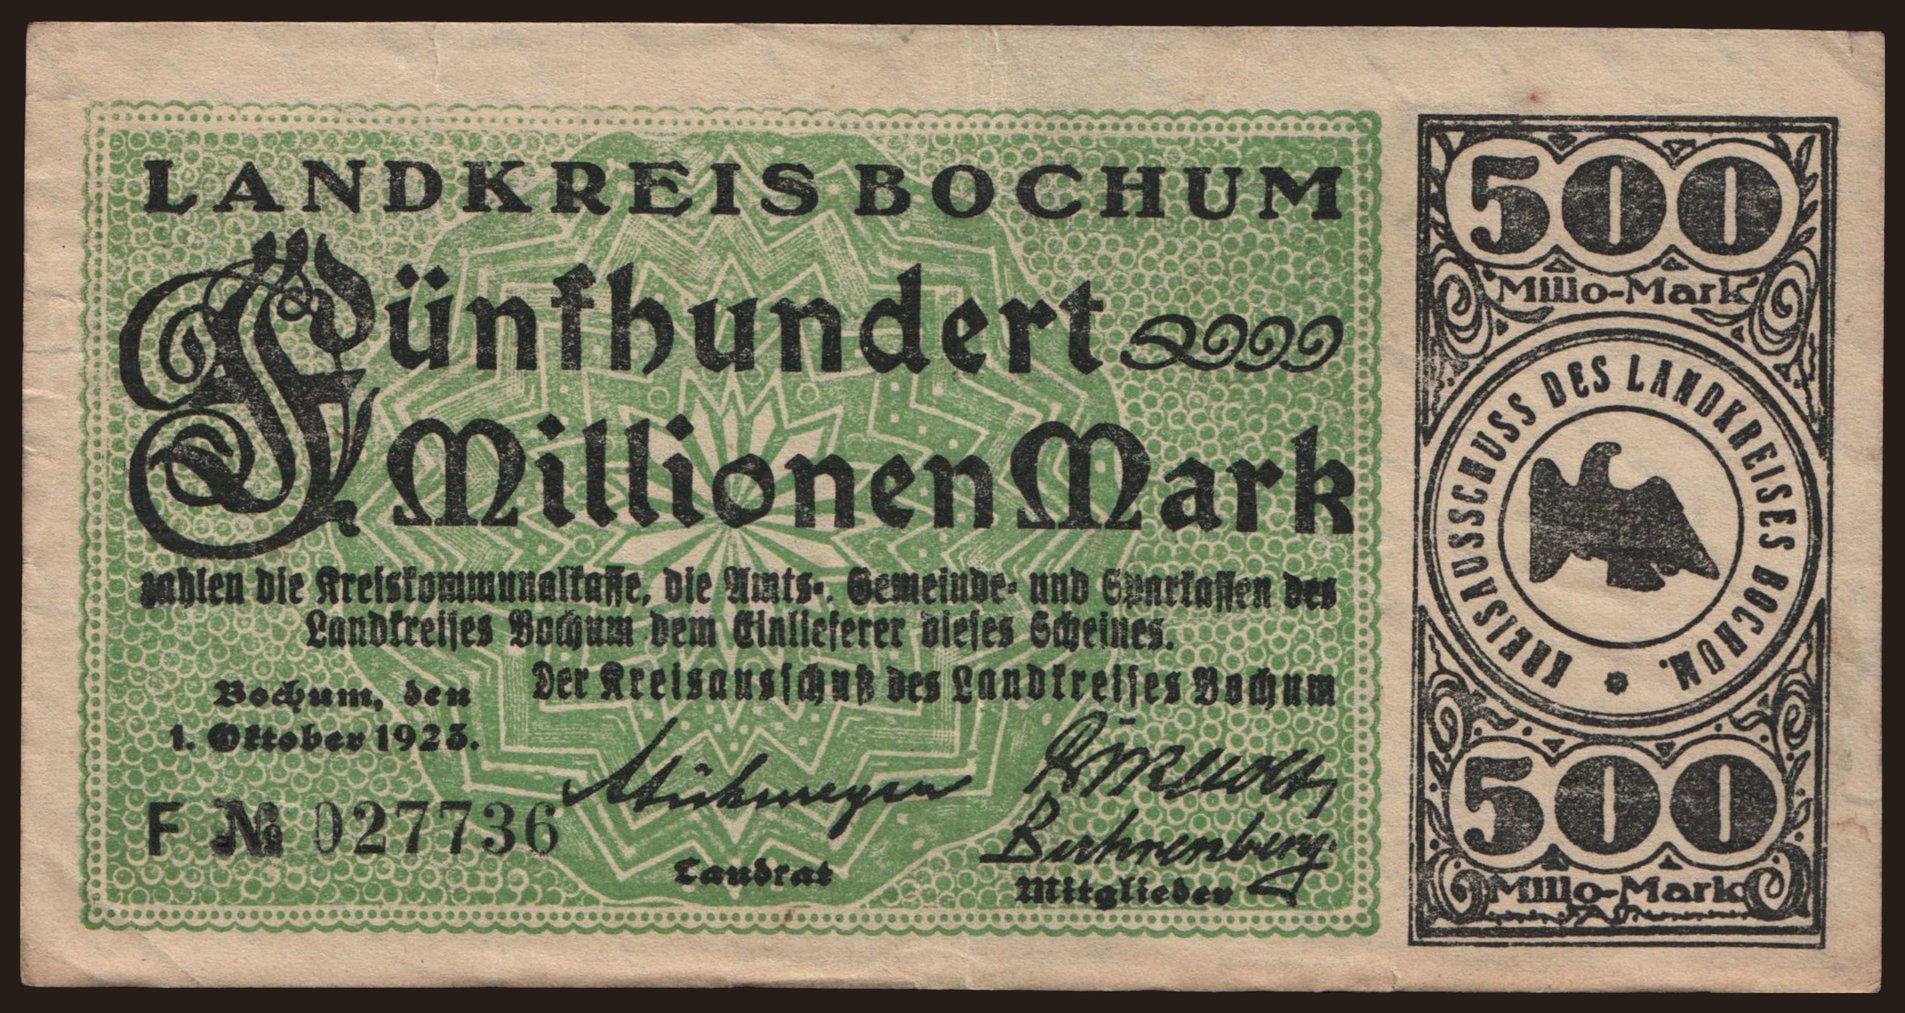 LANDKREIS BOCHUM
Fünfhundert
Millionen Mark
zahlen die Kreiskommunalkasse, die Amts-, Gemeinde- und Sparkassen des
Landkreises Bochum dem Einlieferer dieses Scheines.
Der Kreisausschuß des Landkreises Bochum
Bochum, den
1. Oktober 1923.
F № 027736
Landrat
Mitglieder
500
Millo-Mark
KREISAUSSCHUSS DES LANDKREISES BOCHUM.
500
Millo-Mark